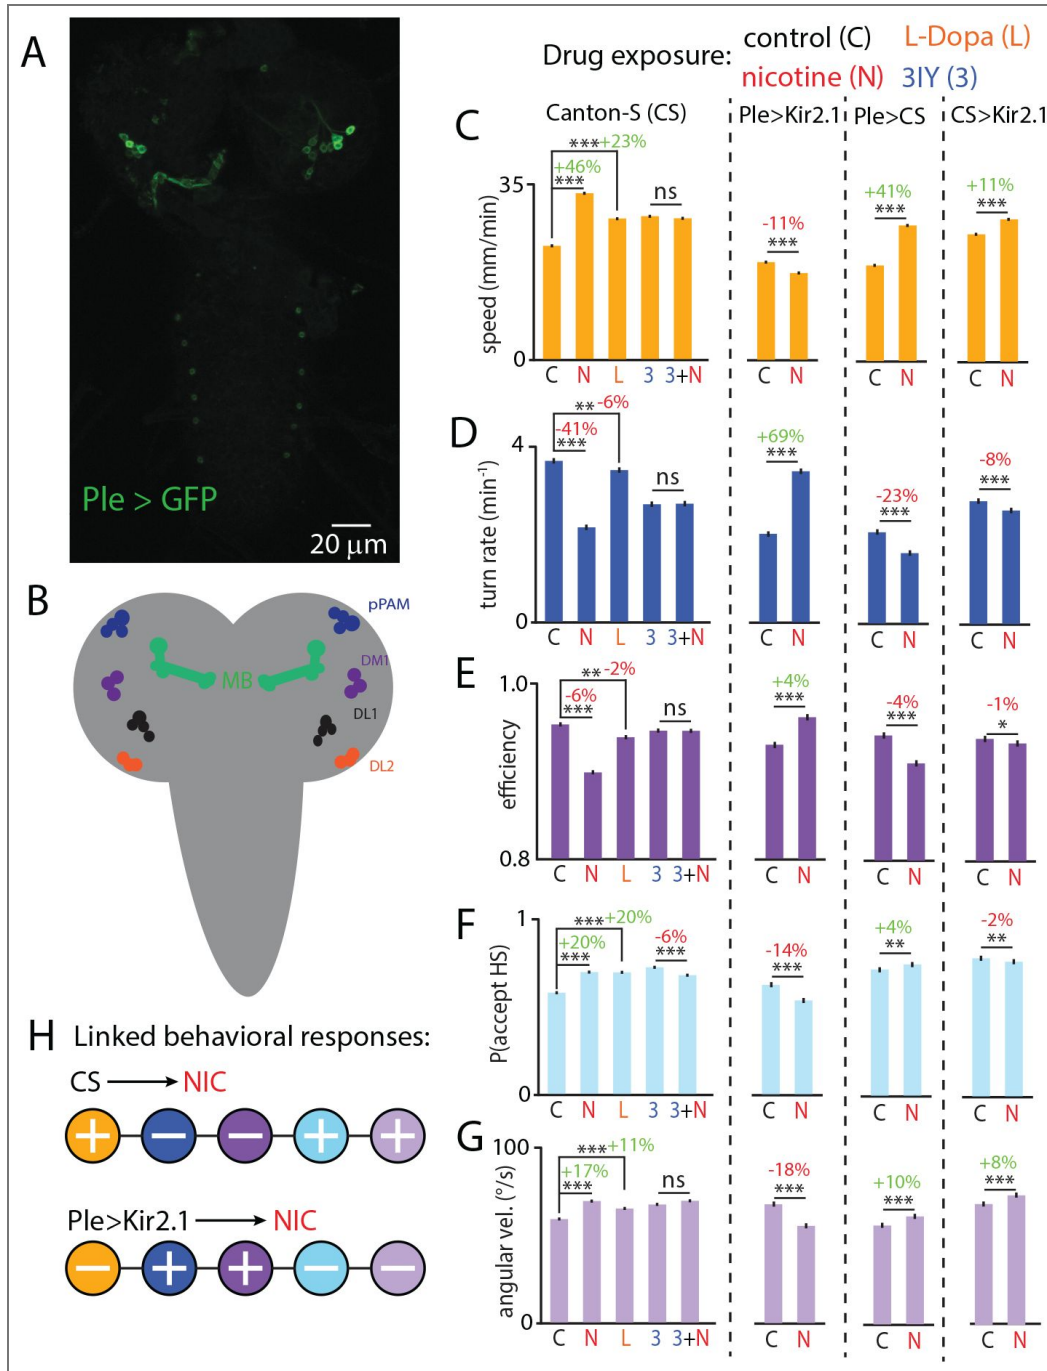 A
Ple > GFP
20 μm
B
pPAM
DM1
MB
DL1
DL2
H Linked behavioral responses:
CS NIC
+ − − + +
Ple>Kir2.1 NIC
− + + − −
Drug exposure: control (C) L-Dopa (L)
nicotine (N) 3IY (3)
Canton-S (CS) Ple>Kir2.1 Ple>CS CS>Kir2.1
C
*** +23%
+46%
*** ns
-11%
***
+41%
***
+11%
***
35
speed (mm/min)
0
C N L 3 3+N C N C N C N
D
** -6%
-41%
*** ns
+69%
***
-23%
***
-8%
***
4
turn rate (min⁻¹)
0
C N L 3 3+N C N C N C N
E
** -2%
-6%
*** ns
+4%
***
-4%
***
-1%
*
1.0
efficiency
0.8
C N L 3 3+N C N C N C N
F
*** +20%
+20%
***
-6%
***
-14%
***
+4%
**
-2%
**
1
P(accept HS)
0
C N L 3 3+N C N C N C N
G
*** +11%
+17%
*** ns
-18%
***
+10%
***
+8%
***
100
angular vel. (°/s)
0
C N L 3 3+N C N C N C N